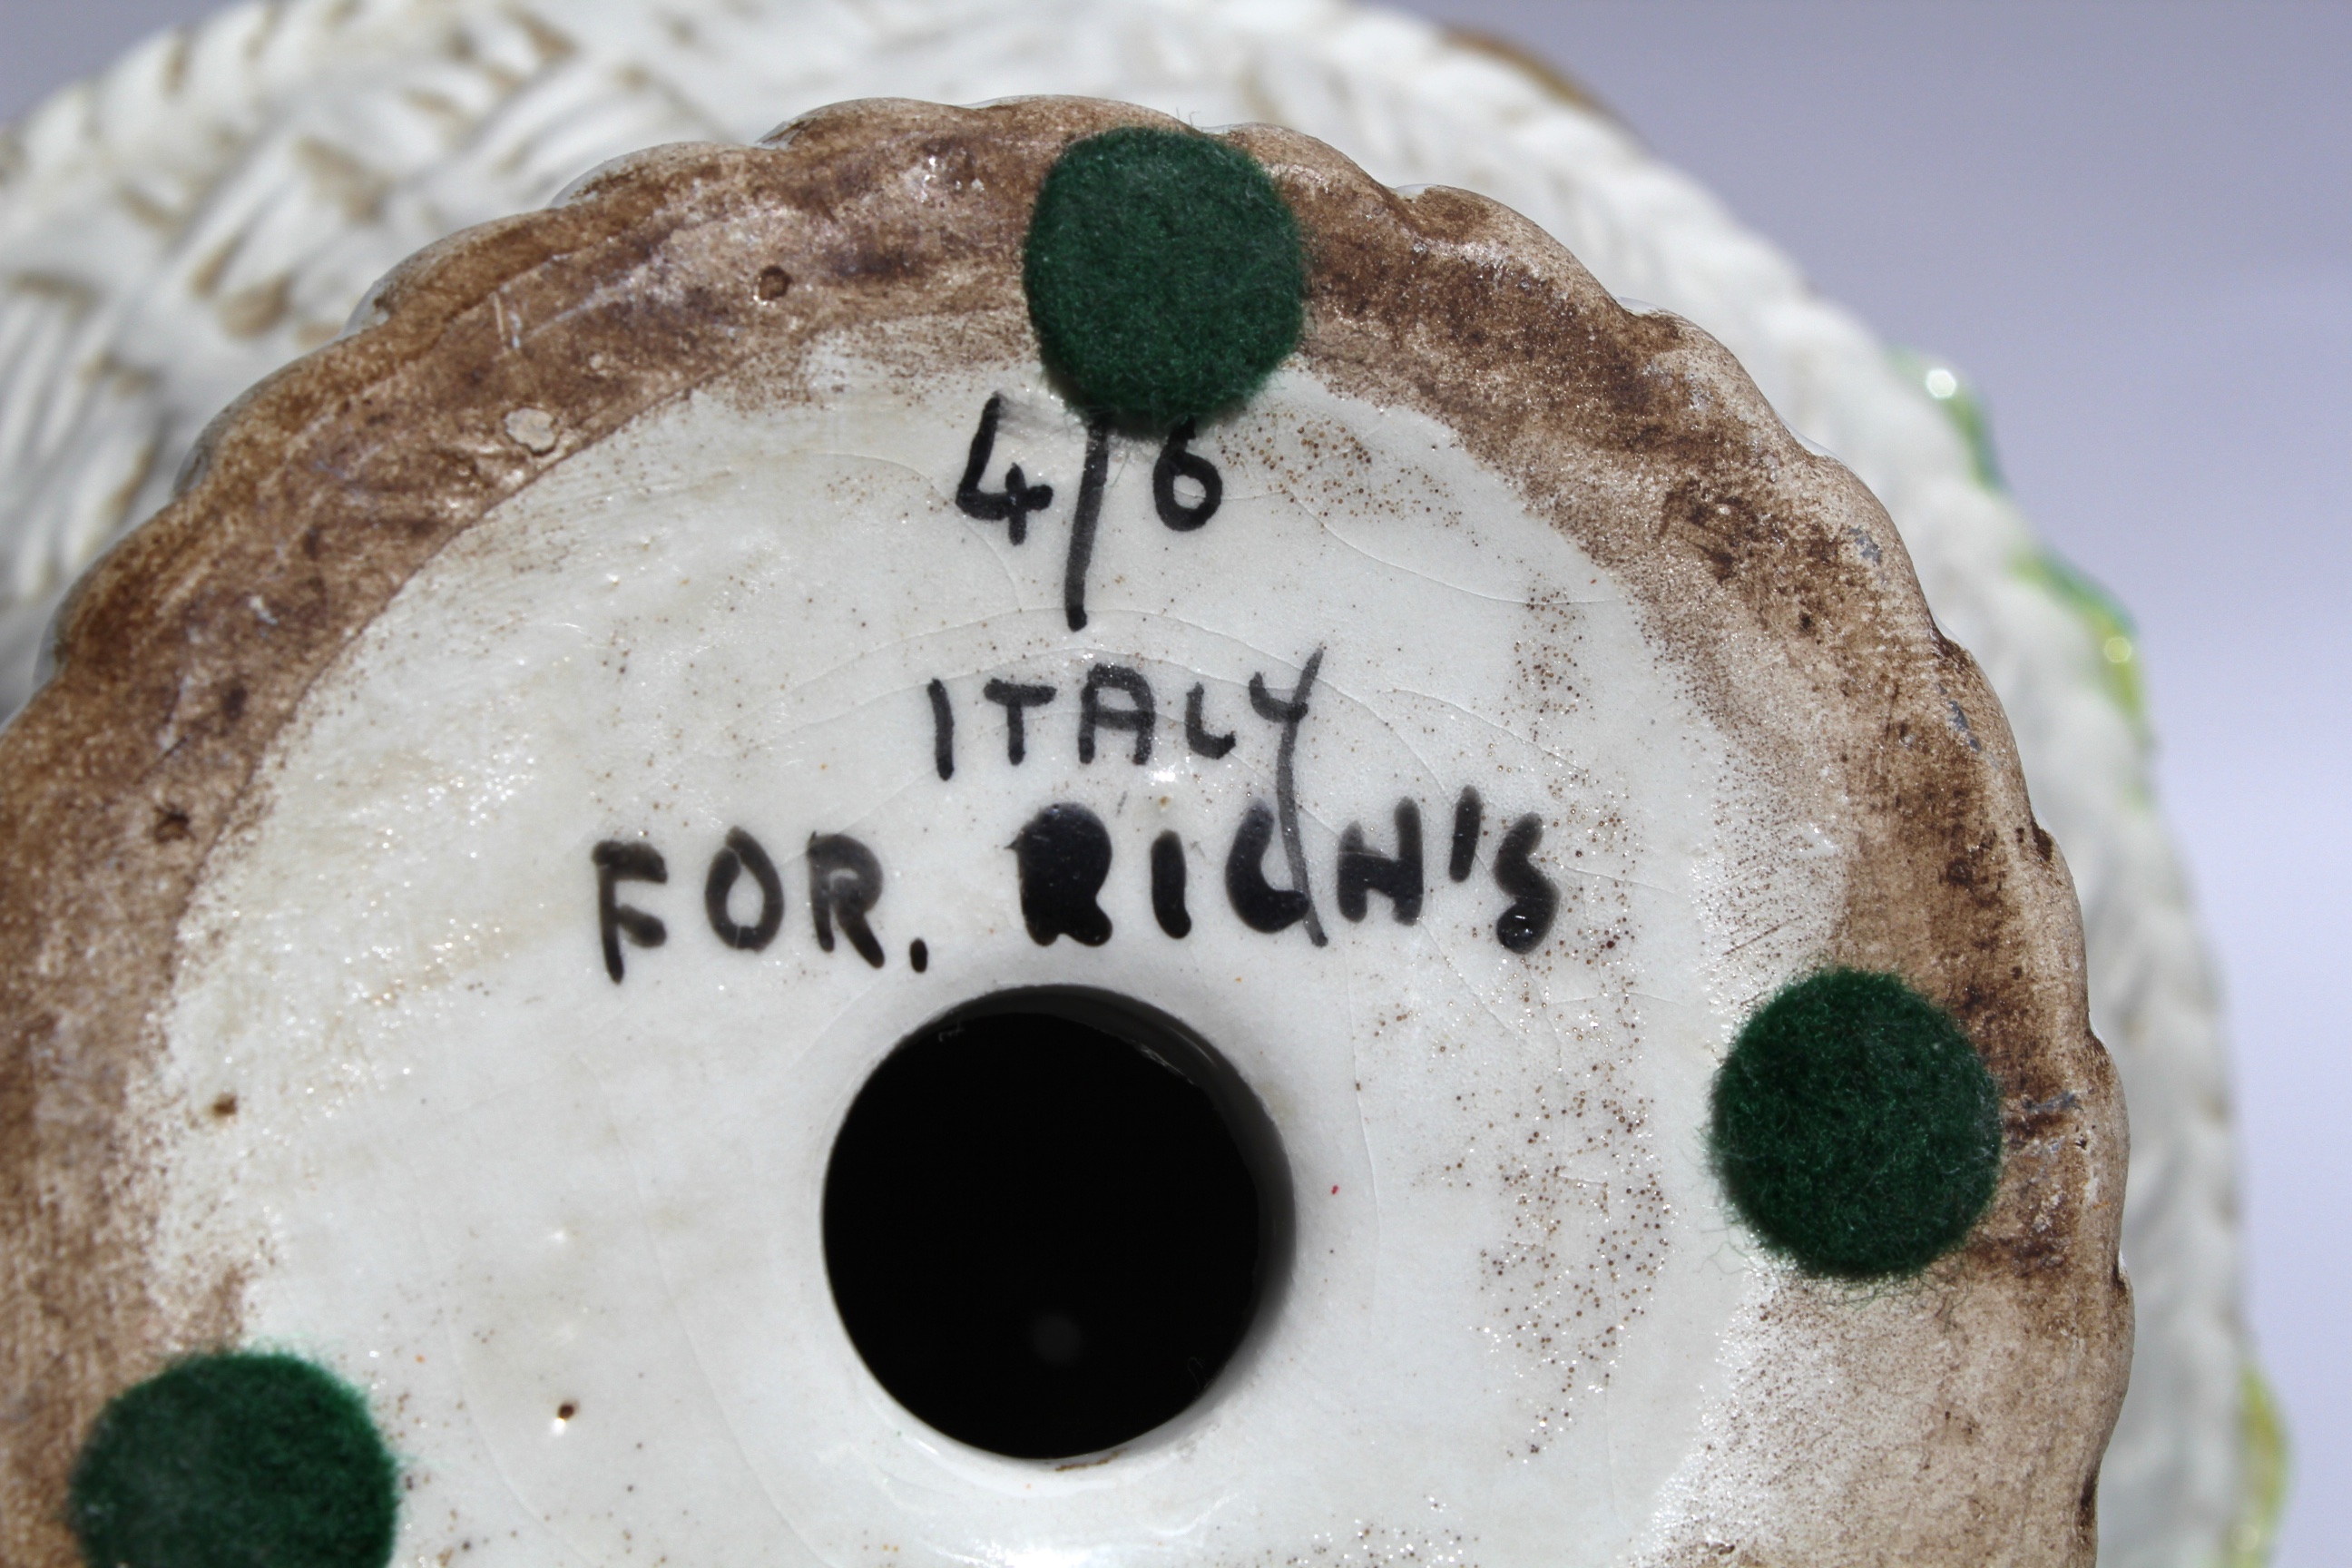 4/6
ITALY
FOR. RICH'S